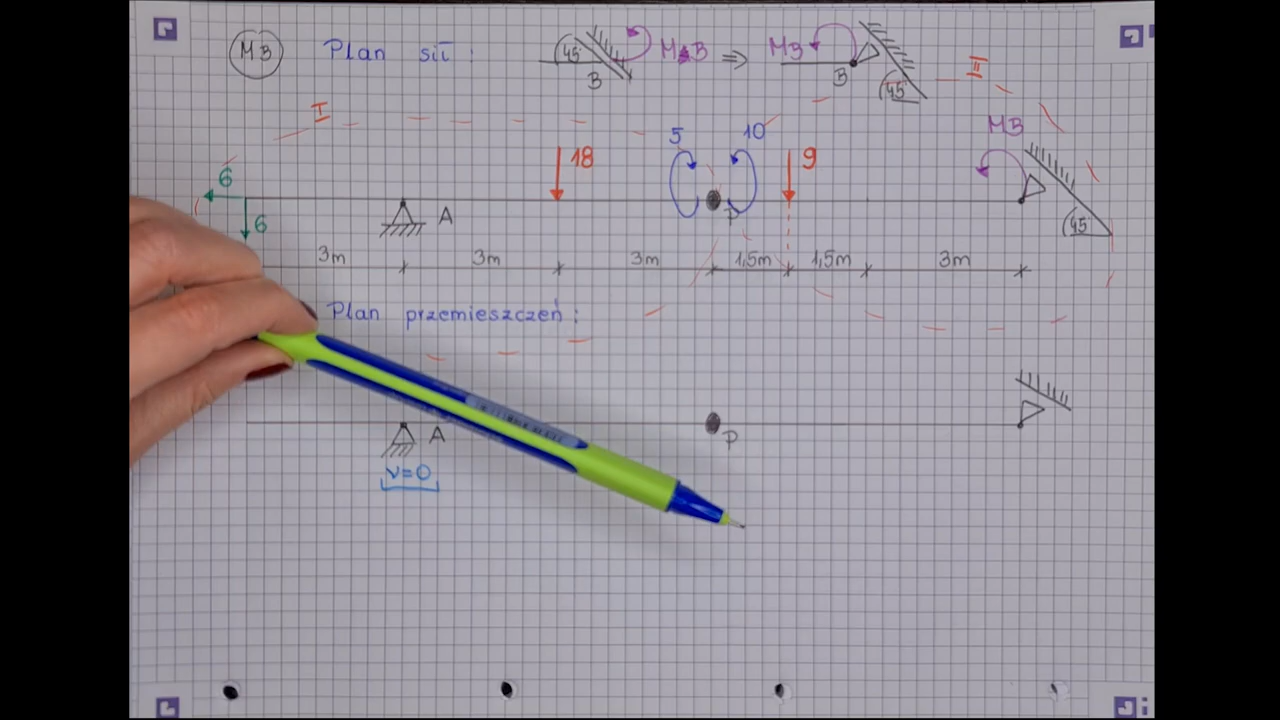 MB Plan sił: 45 B MB ⇒ MB B 45
I II
5 10 MB
6 18 9
6 A P 45
3m 3m 3m 1,5m 1,5m 3m
Plan przemieszczeń:
A P
v=0